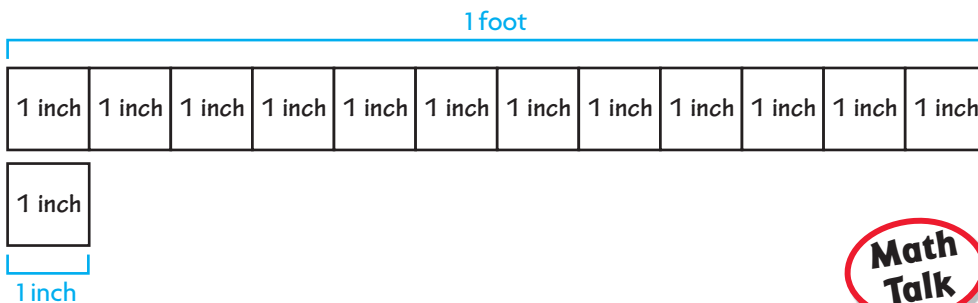 1 foot
1 inch 1 inch 1 inch 1 inch 1 inch 1 inch 1 inch 1 inch 1 inch 1 inch 1 inch 1 inch
1 inch
1 inch
Math
Talk